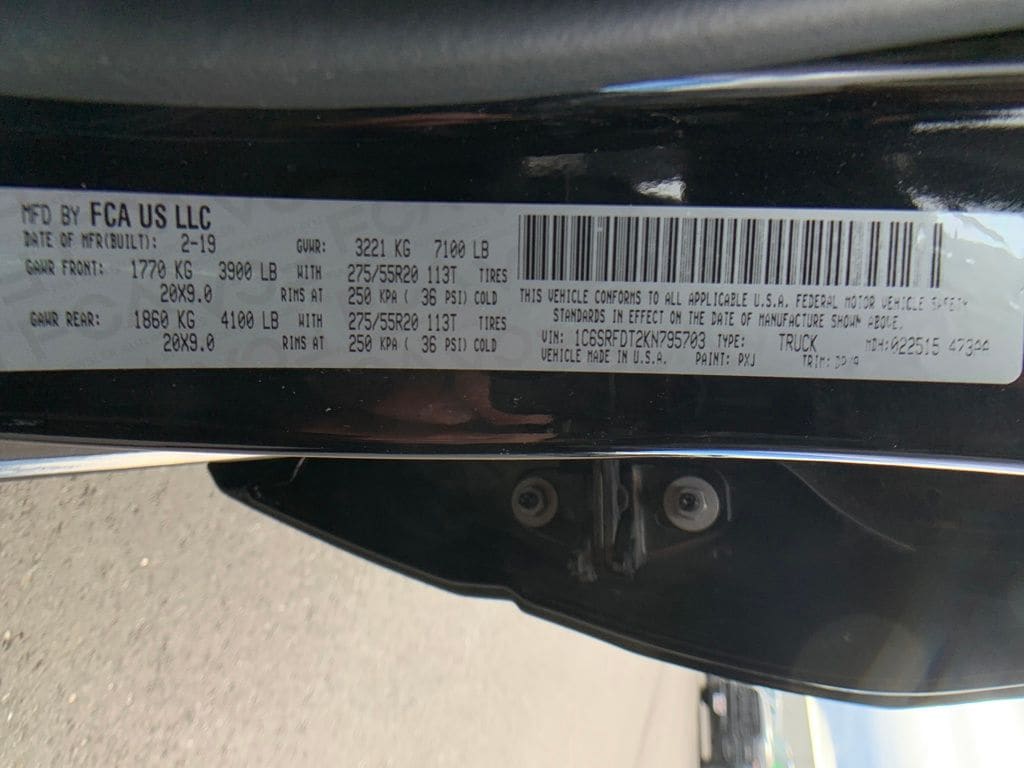 MFD BY FCA US LLC
DATE OF MFR(BUILT): 2-19 GVWR: 3221 KG 7100 LB
GAWR FRONT: 1770 KG 3900 LB WITH 275/55R20 113T TIRES
20X9.0 RIMS AT 250 KPA ( 36 PSI) COLD
GAWR REAR: 1860 KG 4100 LB WITH 275/55R20 113T TIRES
20X9.0 RIMS AT 250 KPA ( 36 PSI) COLD
THIS VEHICLE CONFORMS TO ALL APPLICABLE U.S.A. FEDERAL MOTOR VEHICLE SAFETY
STANDARDS IN EFFECT ON THE DATE OF MANUFACTURE SHOWN ABOVE.
VIN: 1C6SRFDT2KN795703 TYPE: TRUCK MDH:022515
VEHICLE MADE IN U.S.A. PAINT: PXJ TRIM: